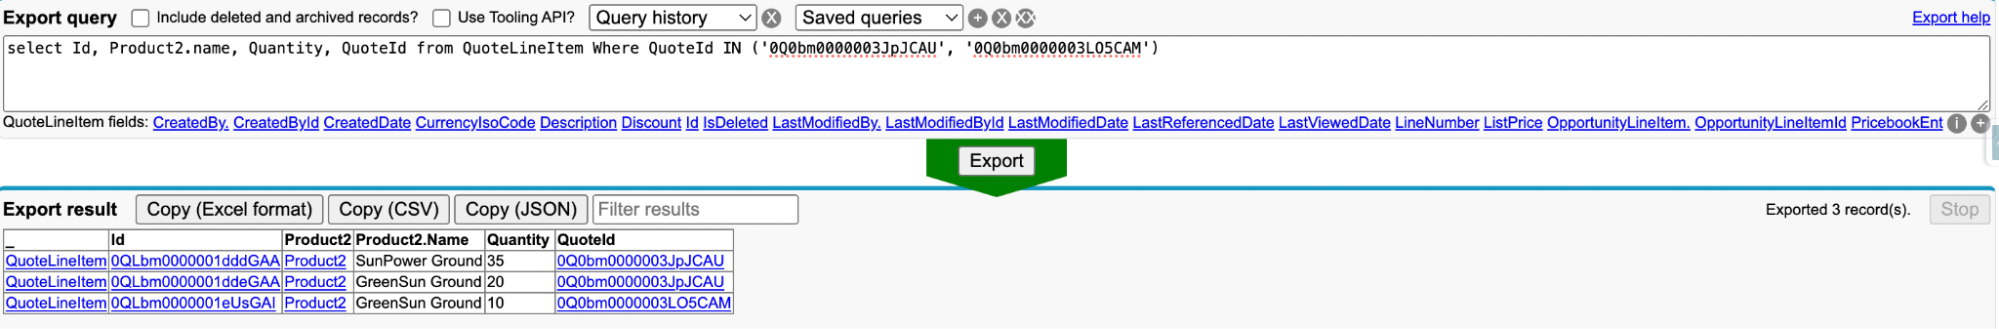 Export query Include deleted and archived records? Use Tooling API? Query history X Saved queries + X XX Export help
select Id, Product2.name, Quantity, QuoteId from QuoteLineItem Where QuoteId IN ('0Q0bm0000003JpJCAU', '0Q0bm0000003LO5CAM')
QuoteLineItem fields: CreatedBy. CreatedById CreatedDate CurrencyIsoCode Description Discount Id IsDeleted LastModifiedBy. LastModifiedById LastModifiedDate LastReferencedDate LastViewedDate LineNumber ListPrice OpportunityLineItem. OpportunityLineItemId PricebookEnt i +
Export
Export result Copy (Excel format) Copy (CSV) Copy (JSON) Filter results Exported 3 record(s). Stop
_ Id Product2 Product2.Name Quantity QuoteId
QuoteLineItem 0QLbm0000001dddGAA Product2 SunPower Ground 35 0Q0bm0000003JpJCAU
QuoteLineItem 0QLbm0000001ddeGAA Product2 GreenSun Ground 20 0Q0bm0000003JpJCAU
QuoteLineItem 0QLbm0000001eUsGAI Product2 GreenSun Ground 10 0Q0bm0000003LO5CAM